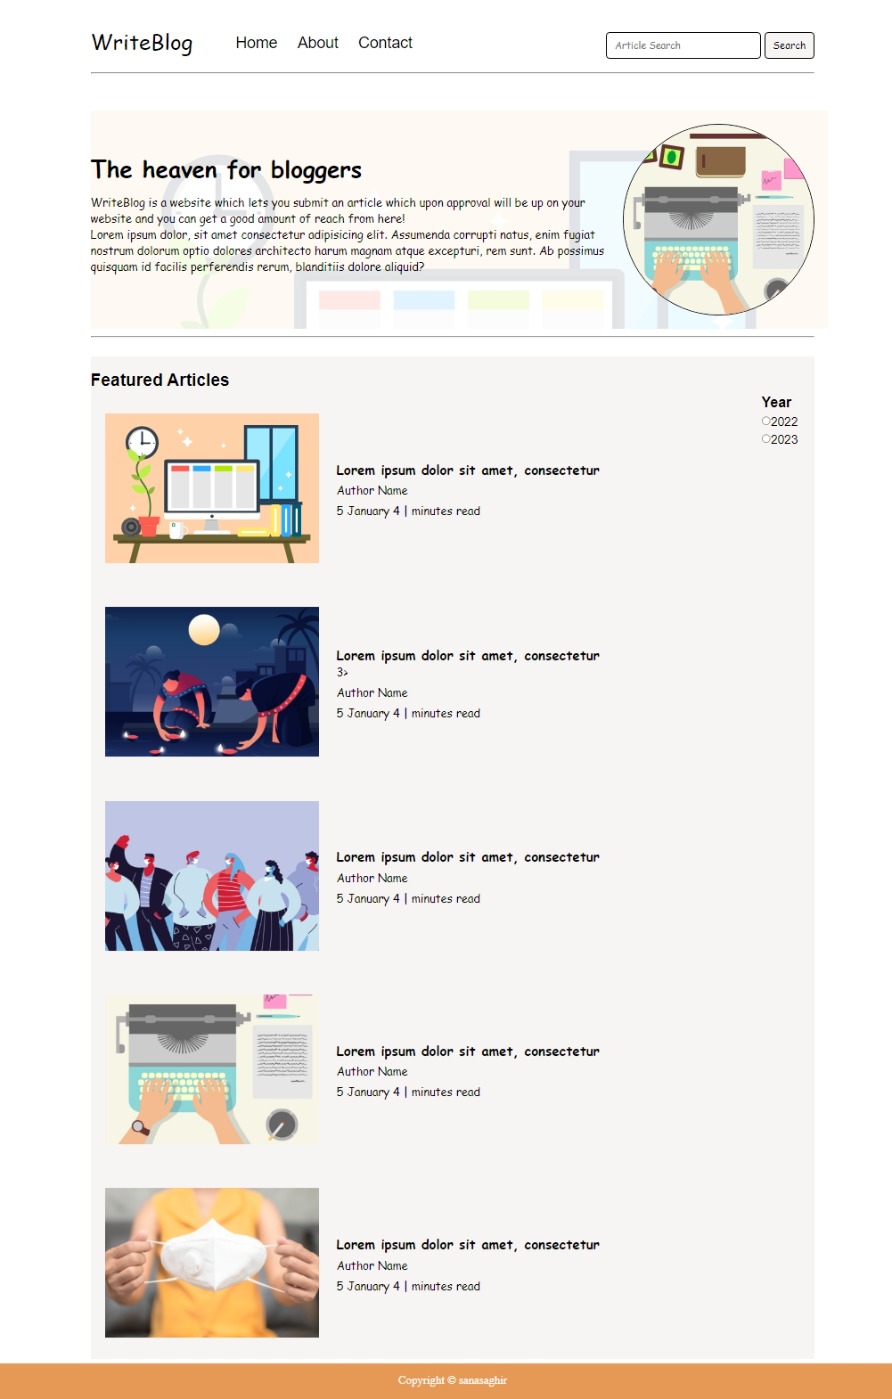 WriteBlog
Home About Contact
Article Search Search
The heaven for bloggers
WriteBlog is a website which lets you submit an article which upon approval will be up on your
website and you can get a good amount of reach from here!
Lorem ipsum dolor, sit amet consectetur adipisicing elit. Assumenda corrupti natus, enim fugiat
nostrum dolorum optio dolores architecto harum magnam atque excepturi, rem sunt. Ab possimus
quisquam id facilis perferendis rerum, blanditiis dolore aliquid?
Featured Articles
Year
2022
2023
Lorem ipsum dolor sit amet, consectetur
Author Name
5 January 4 | minutes read
Lorem ipsum dolor sit amet, consectetur
3>
Author Name
5 January 4 | minutes read
Lorem ipsum dolor sit amet, consectetur
Author Name
5 January 4 | minutes read
Lorem ipsum dolor sit amet, consectetur
Author Name
5 January 4 | minutes read
Lorem ipsum dolor sit amet, consectetur
Author Name
5 January 4 | minutes read
Copyright © sanasaghir